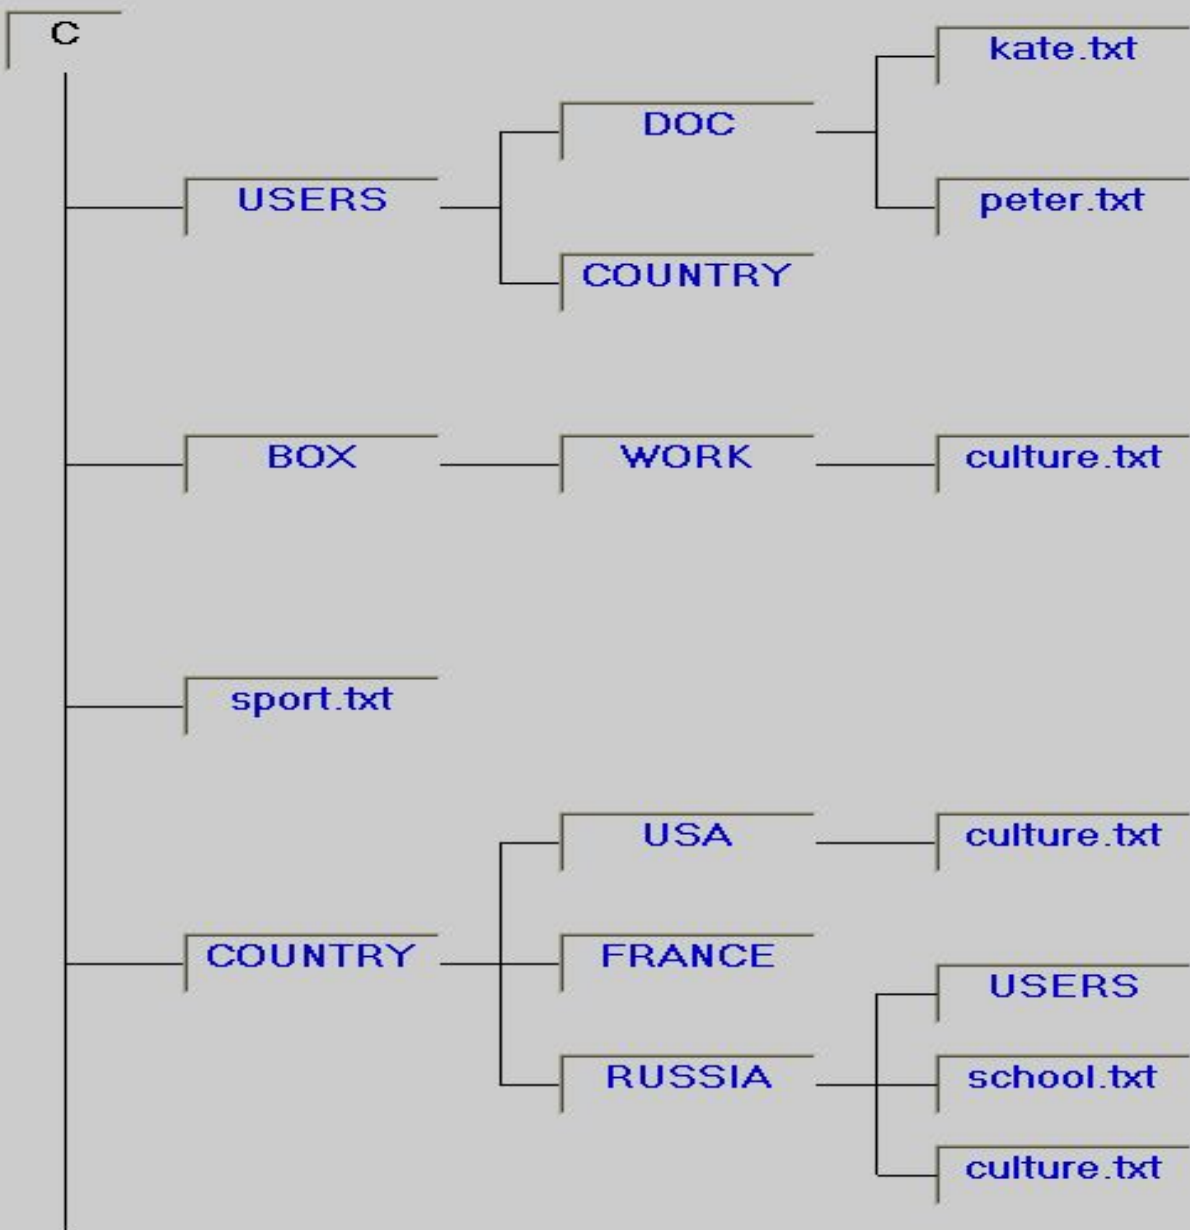 C
kate.txt
DOC
USERS
peter.txt
COUNTRY
BOX
WORK
culture.txt
sport.txt
USA
culture.txt
COUNTRY
FRANCE
USERS
RUSSIA
school.txt
culture.txt